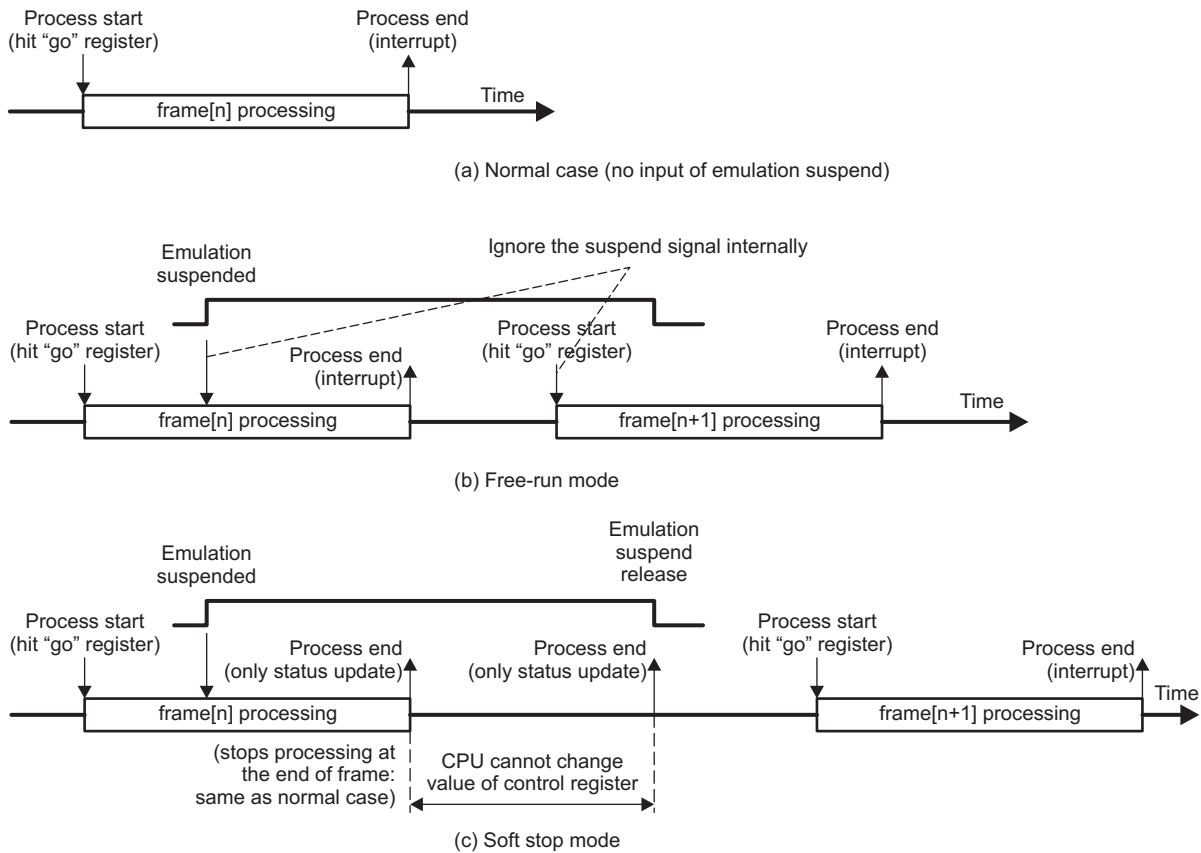 Process start
(hit “go” register)
Process end
(interrupt)
Time
frame[n] processing
(a) Normal case (no input of emulation suspend)
Emulation
suspended
Ignore the suspend signal internally
Process start
(hit “go” register)
Process end
(interrupt)
Process start
(hit “go” register)
Process end
(interrupt)
Time
frame[n] processing
frame[n+1] processing
(b) Free-run mode
Emulation
suspended
Emulation
suspend
release
Process start
(hit “go” register)
Process end
(only status update)
Process end
(only status update)
Process start
(hit “go” register)
Process end
(interrupt)
Time
frame[n] processing
frame[n+1] processing
(stops processing at
the end of frame:
same as normal case)
CPU cannot change
value of control register
(c) Soft stop mode